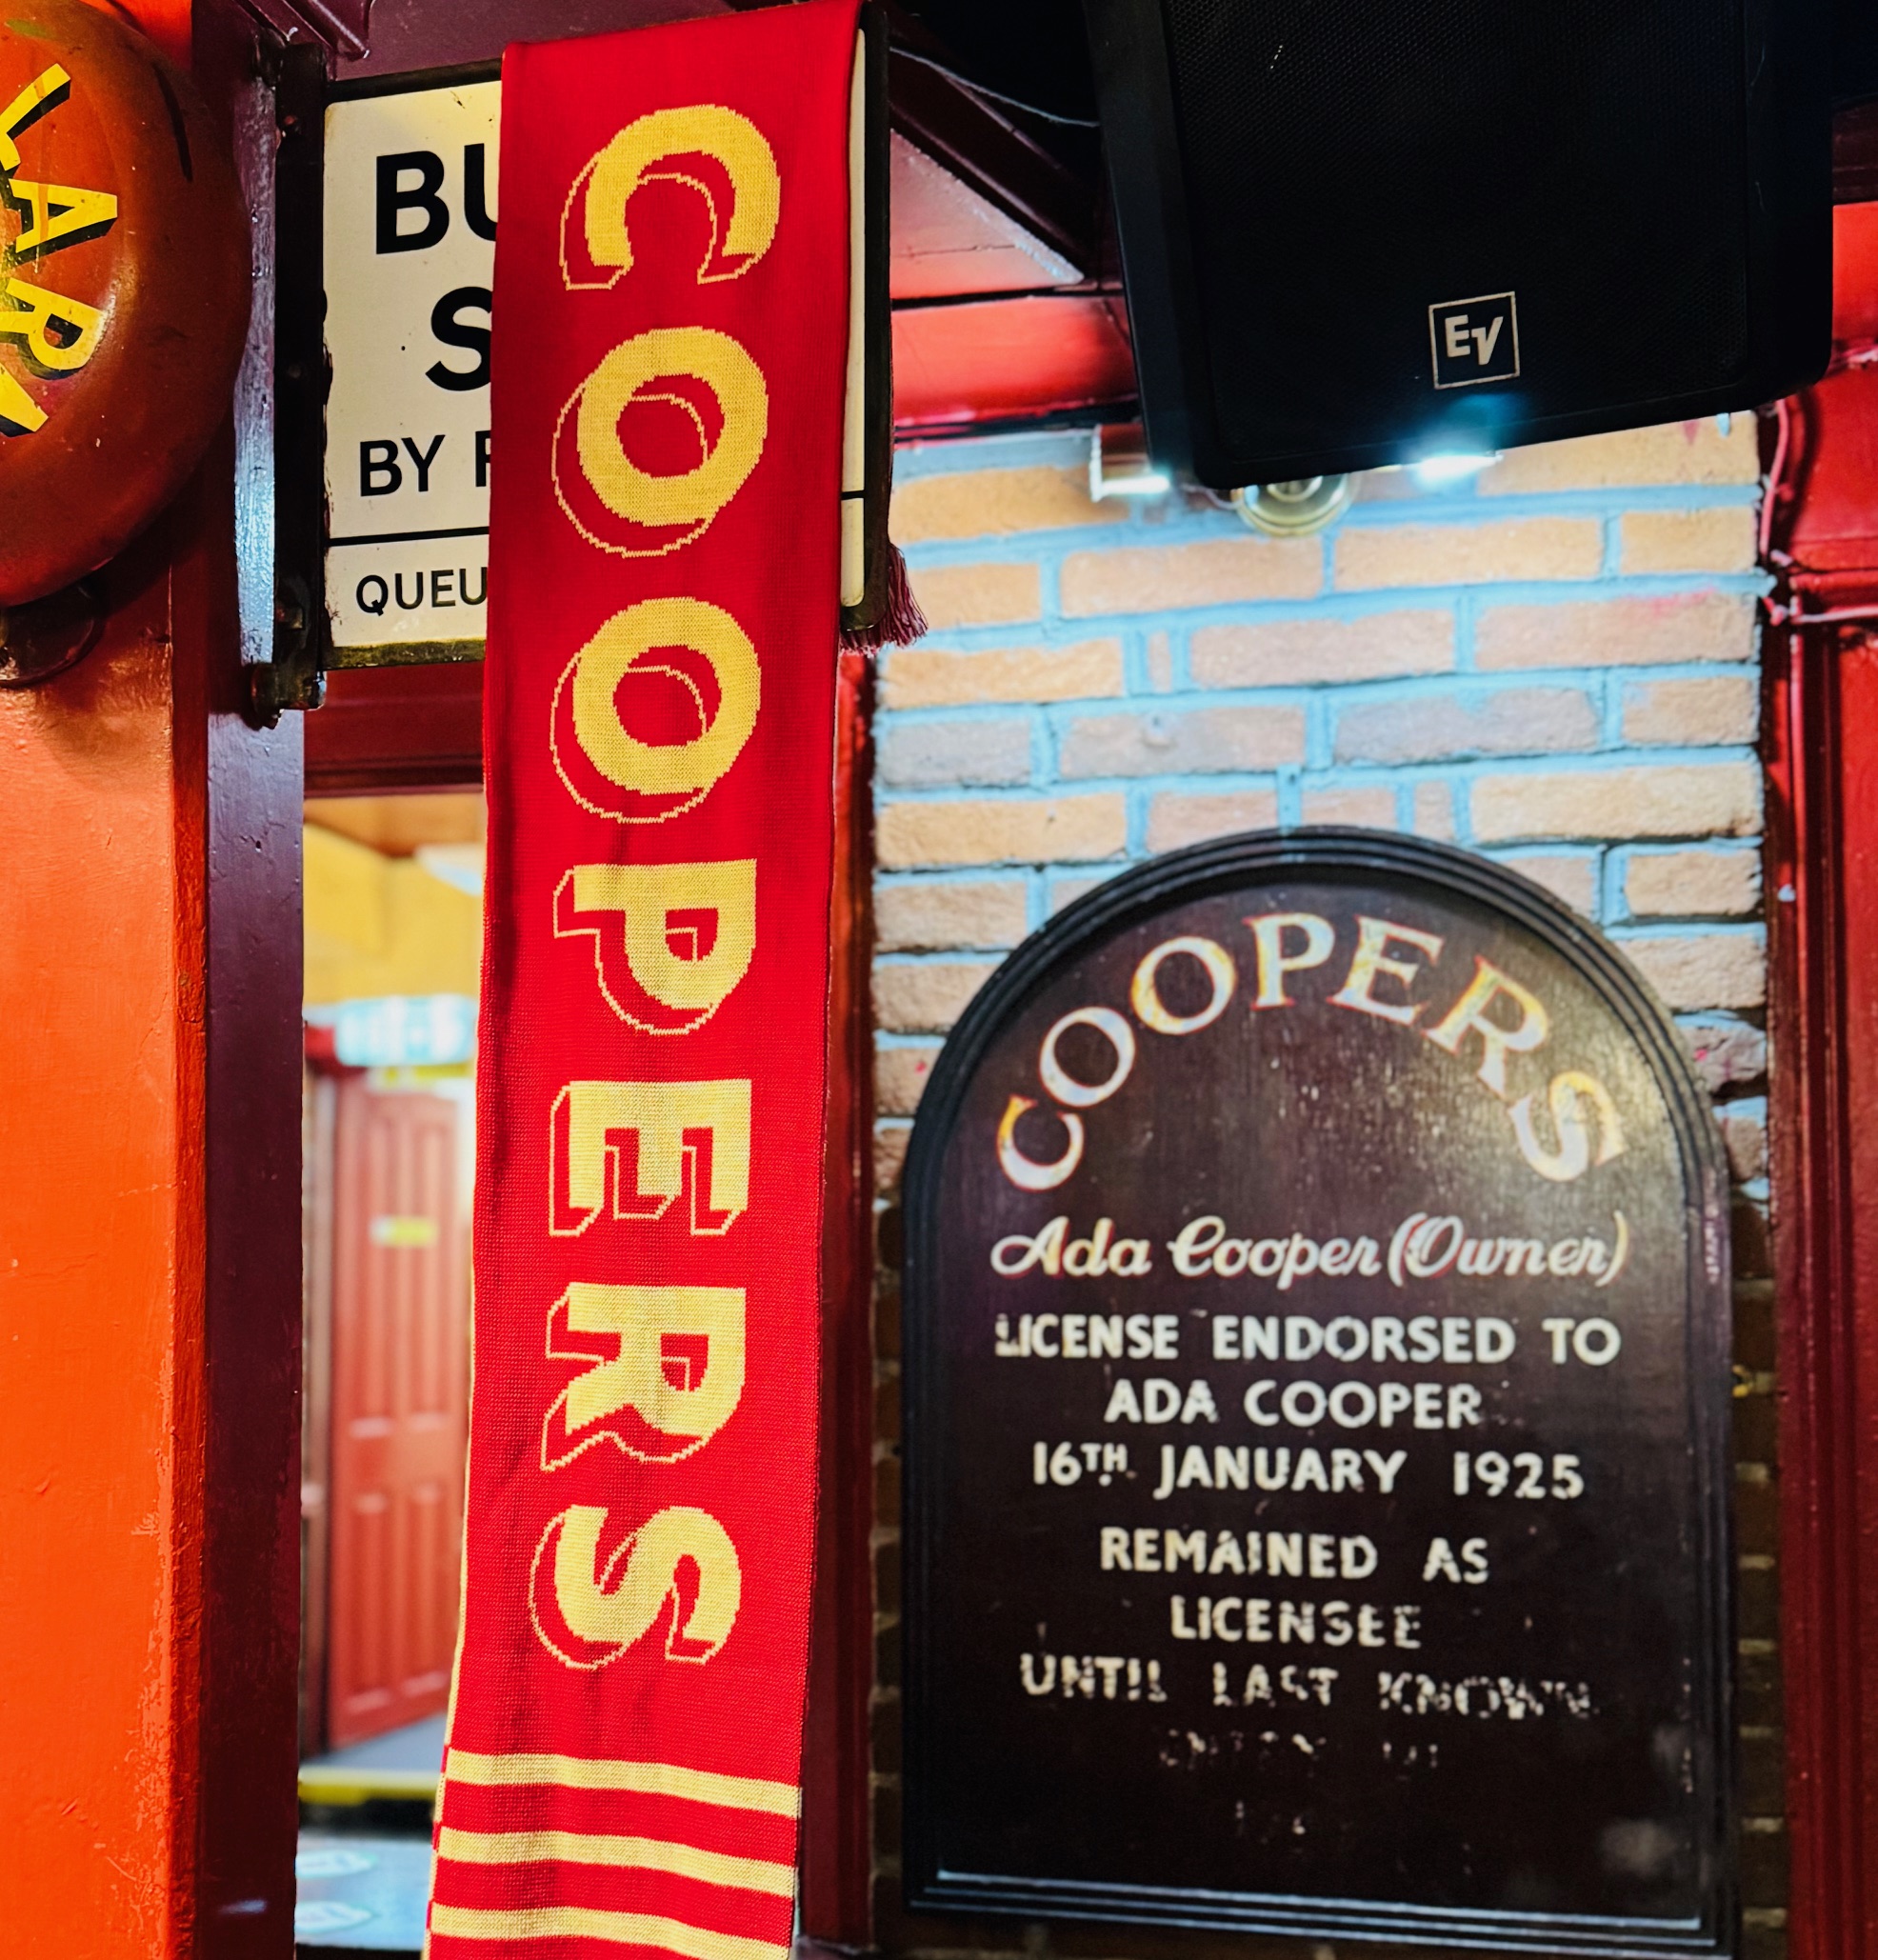 BU
S
BY
QUEU
COOPERS
EV
COOPERS
Ada Cooper (Owner)
LICENSE ENDORSED TO
ADA COOPER
16TH JANUARY 1925
REMAINED AS
LICENSEE
UNTIL LAST KNOWN